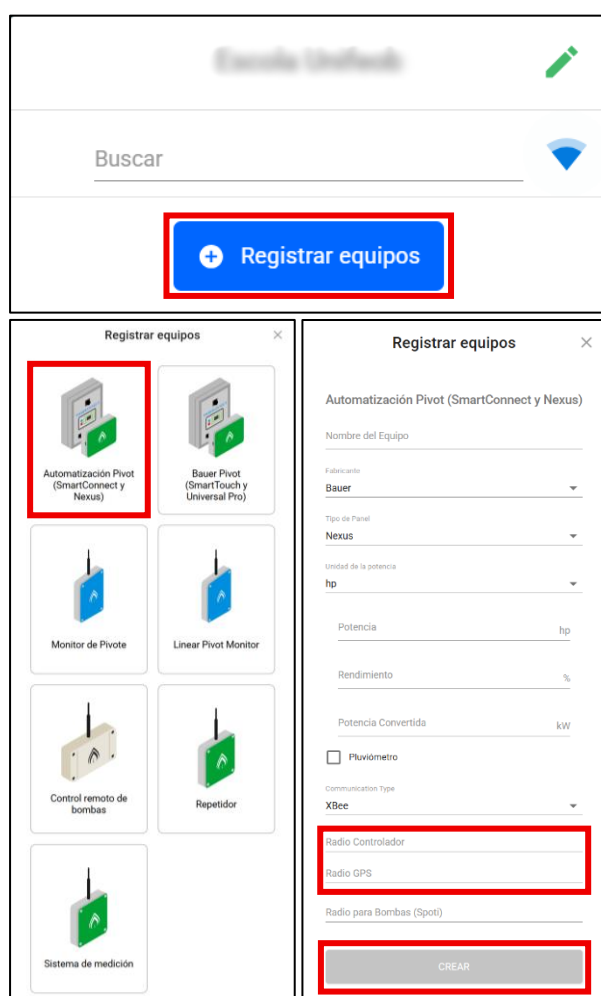 Buscar
Registrar equipos
Registrar equipos
Automatización Pivot
(SmartConnect y
Nexus)
Bauer Pivot
(SmartTouch y
Universal Pro)
Monitor de Pivote
Linear Pivot Monitor
Control remoto de
bombas
Repetidor
Sistema de medición
Registrar equipos
Automatización Pivot (SmartConnect y Nexus)
Nombre del Equipo
Fabricante
Bauer
Tipo de Panel
Nexus
Unidad de la potencia
hp
Potencia hp
Rendimiento %
Potencia Convertida kW
Pluviómetro
Communication Type
XBee
Radio Controlador
Radio GPS
Radio para Bombas (Spoti)
CREAR